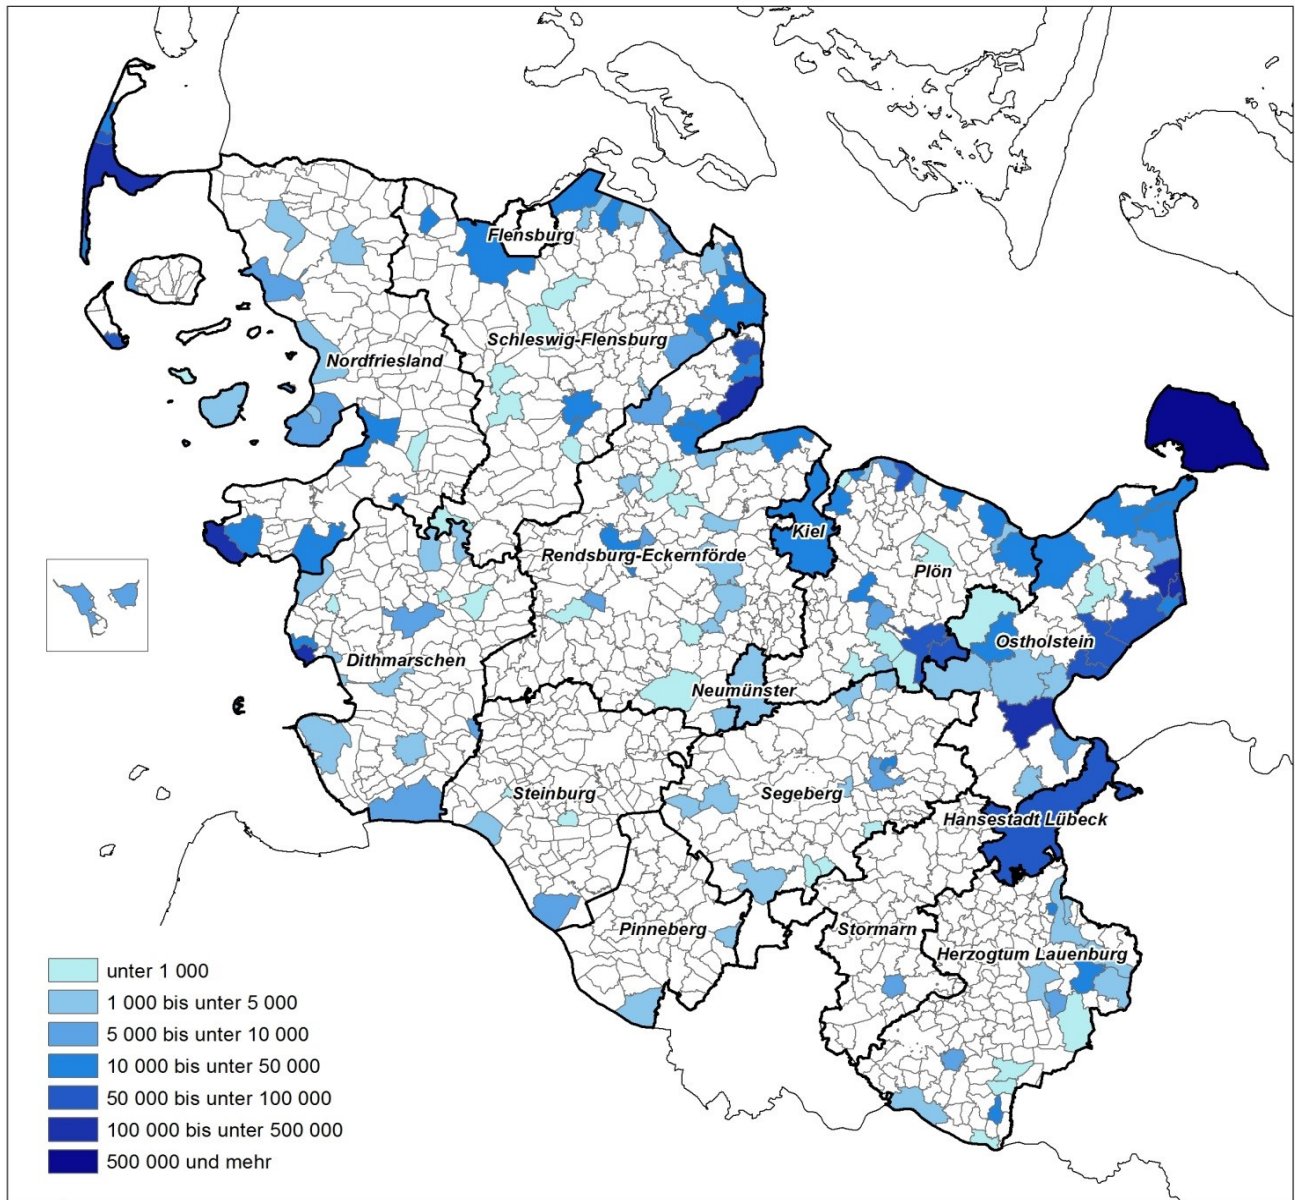 Flensburg
Schleswig-Flensburg
Nordfriesland
Kiel
Rendsburg-Eckernförde
Plön
Ostholstein
Dithmarschen
Neumünster
Steinburg
Segeberg
Hansestadt Lübeck
Pinneberg
Stormarn
Herzogtum Lauenburg
unter 1 000
1 000 bis unter 5 000
5 000 bis unter 10 000
10 000 bis unter 50 000
50 000 bis unter 100 000
100 000 bis unter 500 000
500 000 und mehr